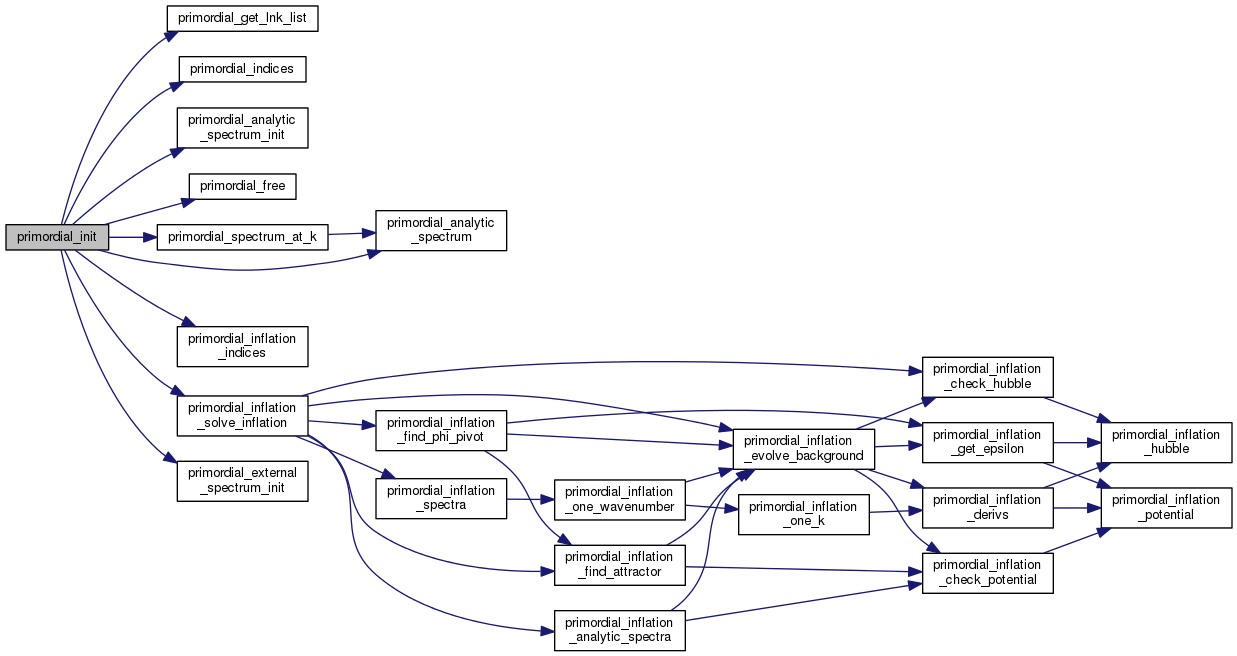 primordial_get_lnk_list
primordial_indices
primordial_analytic
_spectrum_init
primordial_free
primordial_init
primordial_spectrum_at_k
primordial_analytic
_spectrum
primordial_inflation
_indices
primordial_inflation
_solve_inflation
primordial_external
_spectrum_init
primordial_inflation
_find_phi_pivot
primordial_inflation
_spectra
primordial_inflation
_one_wavenumber
primordial_inflation
_find_attractor
primordial_inflation
_analytic_spectra
primordial_inflation
_evolve_background
primordial_inflation
_one_k
primordial_inflation
_check_hubble
primordial_inflation
_get_epsilon
primordial_inflation
_derivs
primordial_inflation
_check_potential
primordial_inflation
_hubble
primordial_inflation
_potential